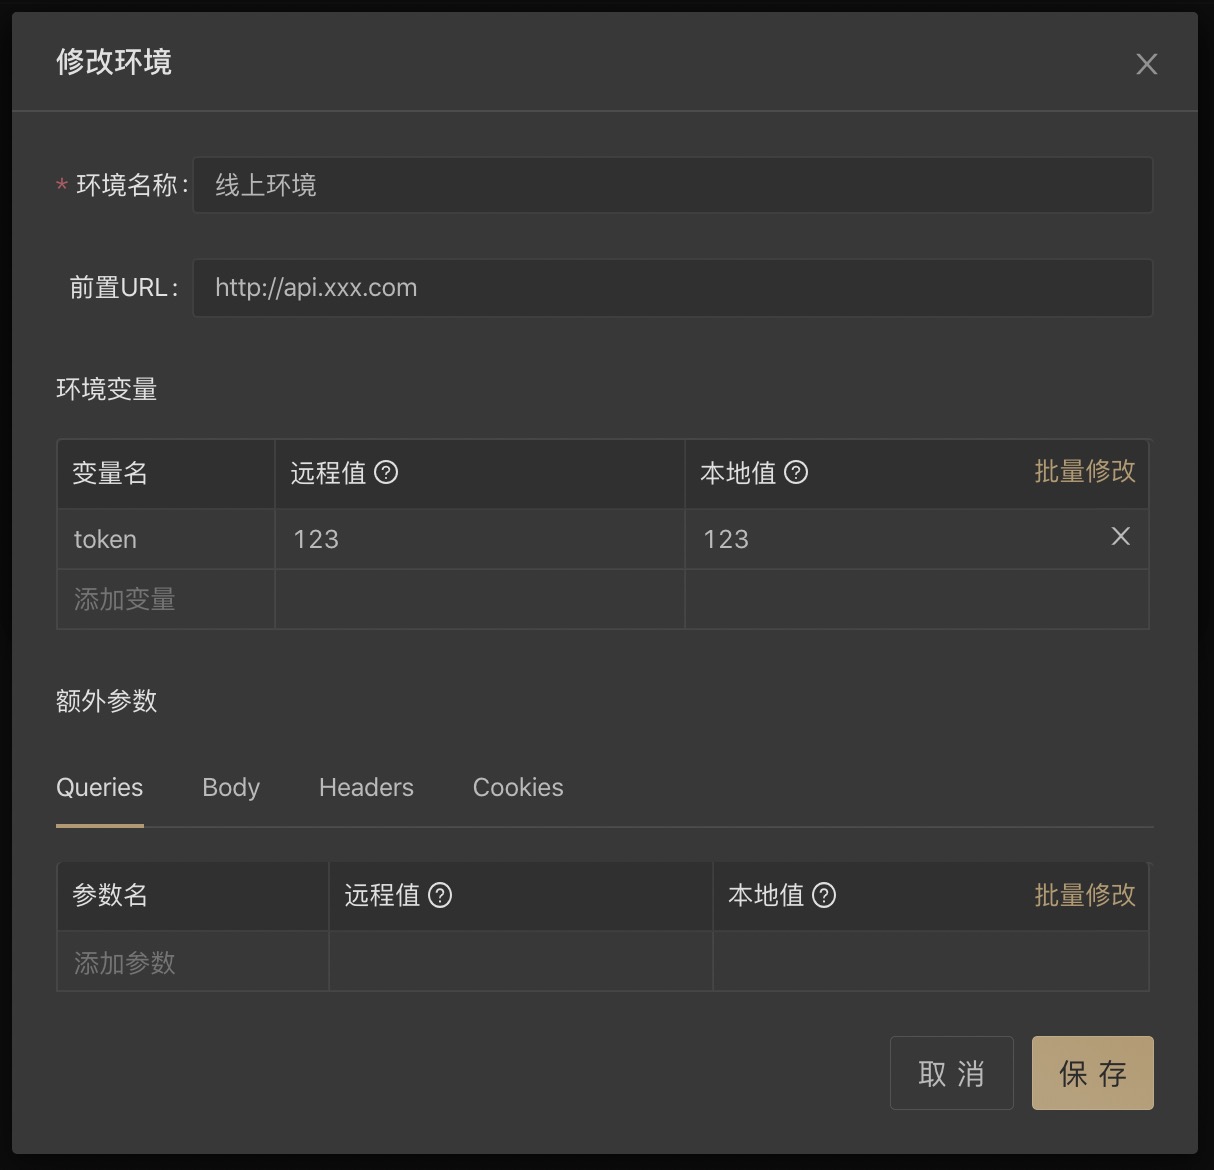 修改环境
* 环境名称: 线上环境
前置URL: http://api.xxx.com
环境变量
变量名 远程值 ? 本地值 ? 批量修改
token 123 123
添加变量
额外参数
Queries Body Headers Cookies
参数名 远程值 ? 本地值 ? 批量修改
添加参数
取 消 保 存